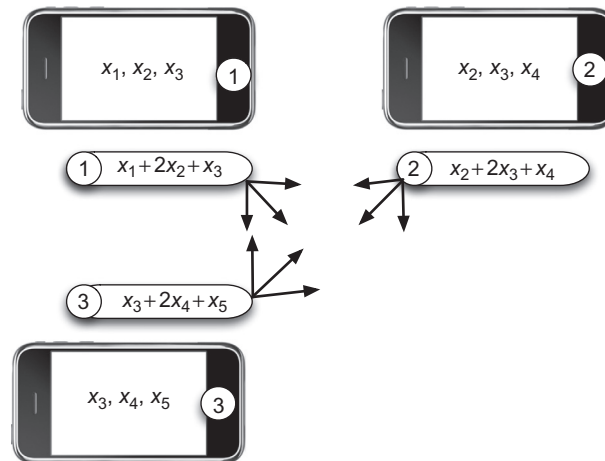 x₁, x₂, x₃
1
x₂, x₃, x₄
2
1
x₁+2x₂+x₃
2
x₂+2x₃+x₄
3
x₃+2x₄+x₅
x₃, x₄, x₅
3